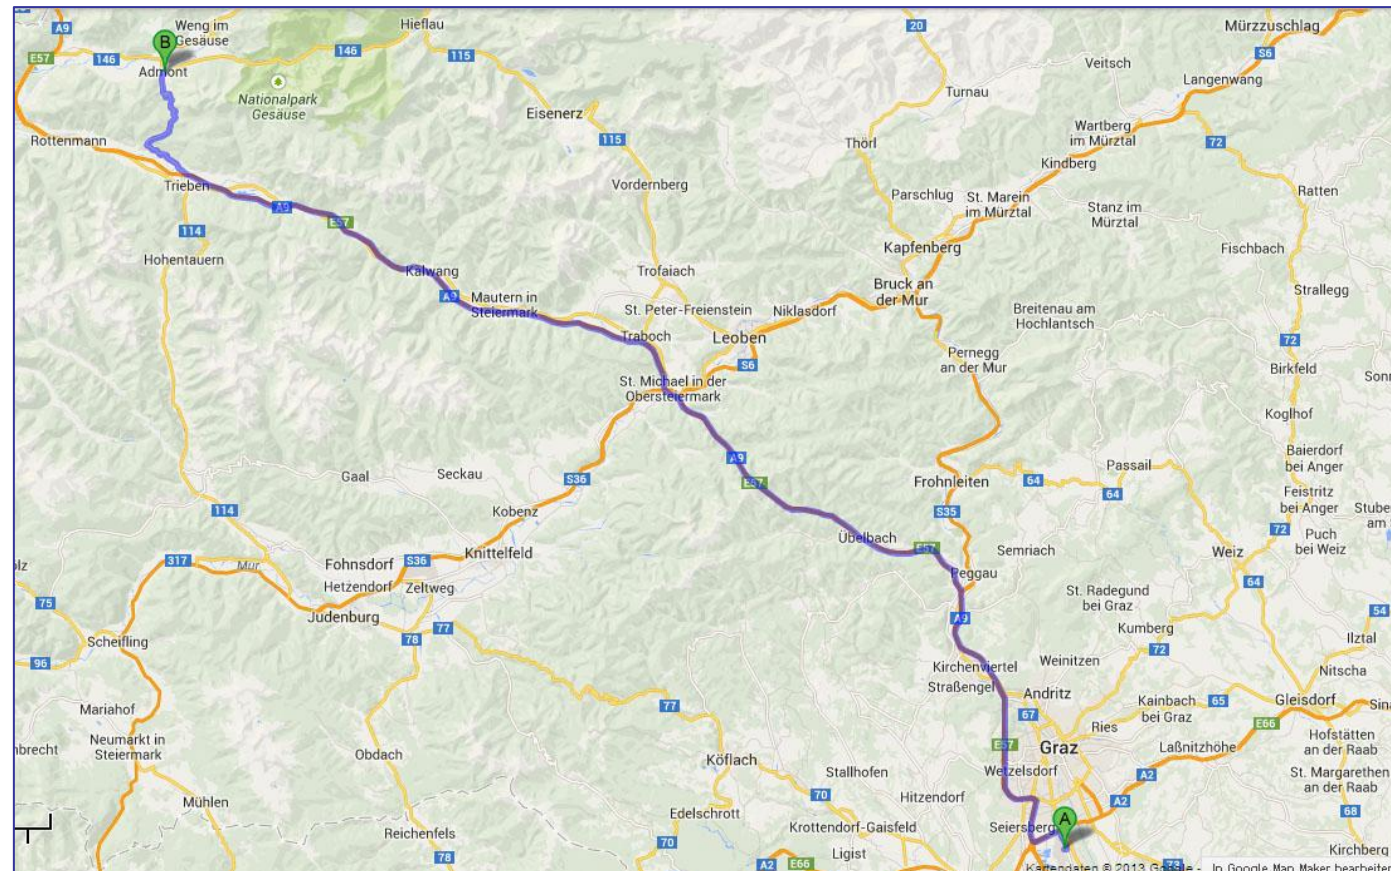 A9
Weng im
Gesäuse
Hieflau
20
Mürzzuschlag
B
E57
146
146
115
S6
Admont
Veitsch
Langenwang
Nationalpark
Gesäuse
Turnau
Eisenerz
Wartberg
im Mürztal
Rottenmann
115
Thörl
72
Kindberg
Trieben
Vordernberg
Parschlug
St. Marein
im Mürztal
Ratten
A9
Stanz im
Mürztal
E57
114
Kapfenberg
Fischbach
Hohentauern
Kalwang
Trofaiach
Bruck an
der Mur
Strallegg
A9
Mautern in
Steiermark
St. Peter-Freienstein
Niklasdorf
Breitenau am
Hochlantsch
Traboch
Leoben
72
Pernegg
an der Mur
S6
Birkfeld
St. Michael in der
Obersteiermark
Koglhof
A9
Baierdorf
bei Anger
Gaal
Seckau
S36
E57
Frohnleiten
64
Passail
64
Feistritz
bei Anger
114
Kobenz
S35
72
Puch
bei Weiz
Übelbach
E57
Semriach
Weiz
317
Mur
Fohnsdorf
S36
Knittelfeld
Peggau
Hetzendorf
Zeltweg
St. Radegund
bei Graz
64
75
Judenburg
A9
54
77
78
Kumberg
Scheifling
72
Ilztal
96
Kirchenviertel
Weinitzen
Nitscha
Straßengel
Andritz
Kainbach
bei Graz
65
Gleisdorf
Mariahof
77
67
Ries
E66
Neumarkt in
Steiermark
Obdach
E57
Graz
Laßnitzhöhe
Hofstätten
an der Raab
Köflach
Stallhofen
Wetzelsdorf
A2
St. Margarethen
an der Raab
Mühlen
70
Hitzendorf
A2
Edelschrott
68
Reichenfels
Krottendorf-Gaisfeld
Seiersberg
A
70
78
Ligist
Kirchberg
A2
E66
73
Kartendaten © 2013 Google -
In Google Map Maker bearbeiten